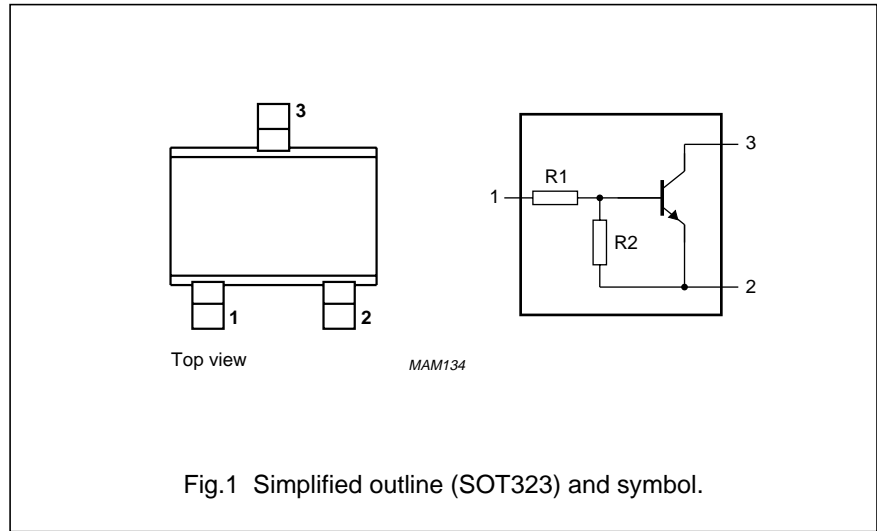 3
1
2
Top view
MAM134
1
R1
R2
3
2
Fig.1 Simplified outline (SOT323) and symbol.